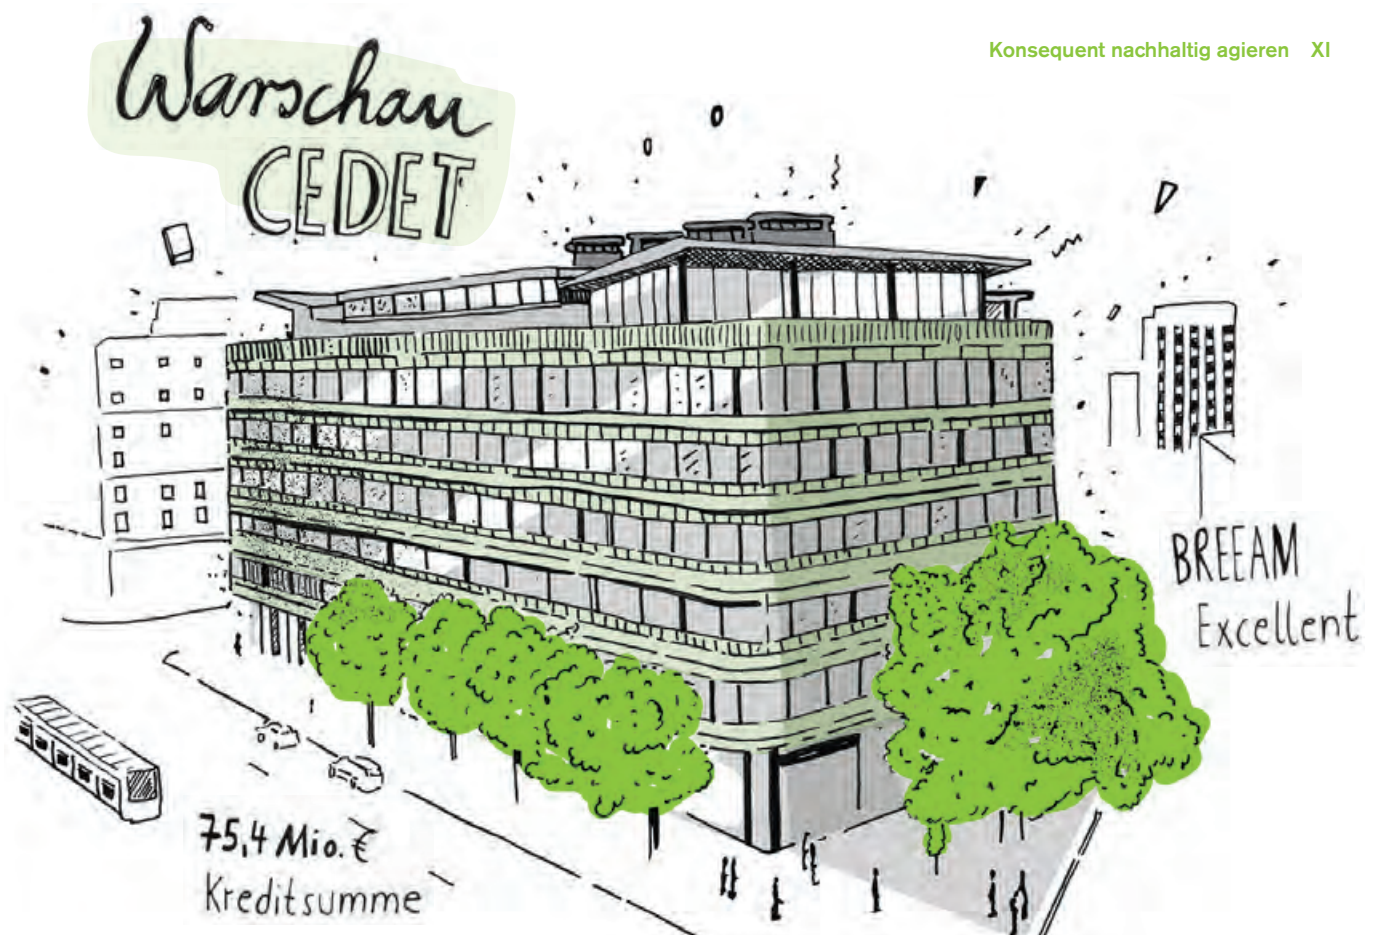 Konsequent nachhaltig agieren XI
Warschau
CEDET
BREEAM
Excellent
75,4 Mio. €
Kreditsumme